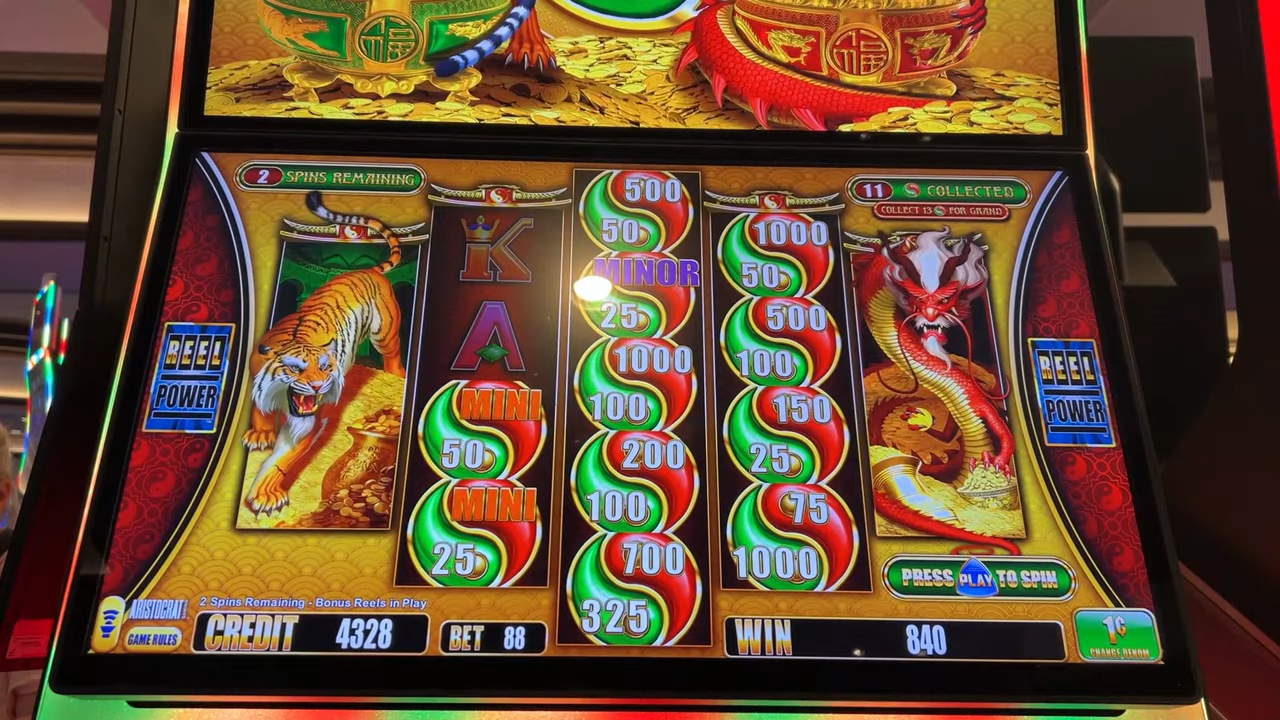 福
福
2 SPINS REMAINING
11 COLLECTED
COLLECT 13 FOR GRAND
K
A
MINI
50
MINI
25
500
50
MINOR
25
1000
100
200
100
700
325
1000
50
500
100
150
25
75
1000
REEL
POWER
REEL
POWER
PRESS PLAY TO SPIN
2 Spins Remaining - Bonus Reels in Play
ARISTOCRAT
GAME RULES
CREDIT 4328
BET 88
WIN 840
1¢
CHANGE DENOM